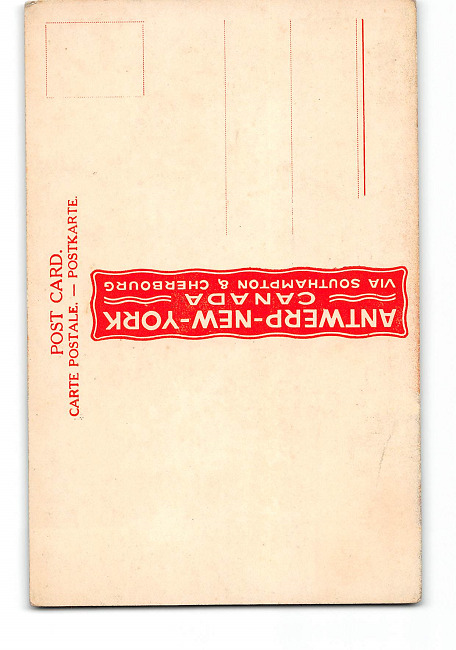 POST CARD.
CARTE POSTALE. — POSTKARTE.
ANTWERP-NEW-YORK
CANADA
VIA SOUTHAMPTON & CHERBOURG